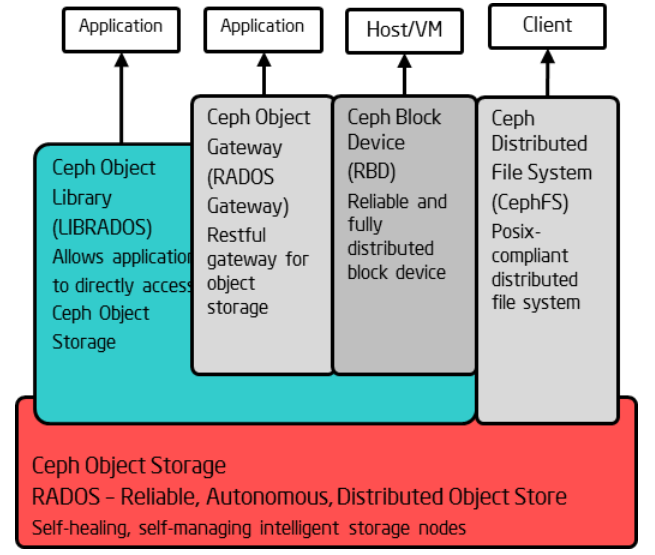 Application
Application
Host/VM
Client
Ceph Object
Library
(LIBRADOS)
Allows application
to directly access
Ceph Object
Storage
Ceph Object
Gateway
(RADOS
Gateway)
Restful
gateway for
object
storage
Ceph Block
Device
(RBD)
Reliable and
fully
distributed
block device
Ceph
Distributed
File System
(CephFS)
Posix-
compliant
distributed
file system
Ceph Object Storage
RADOS – Reliable, Autonomous, Distributed Object Store
Self-healing, self-managing intelligent storage nodes